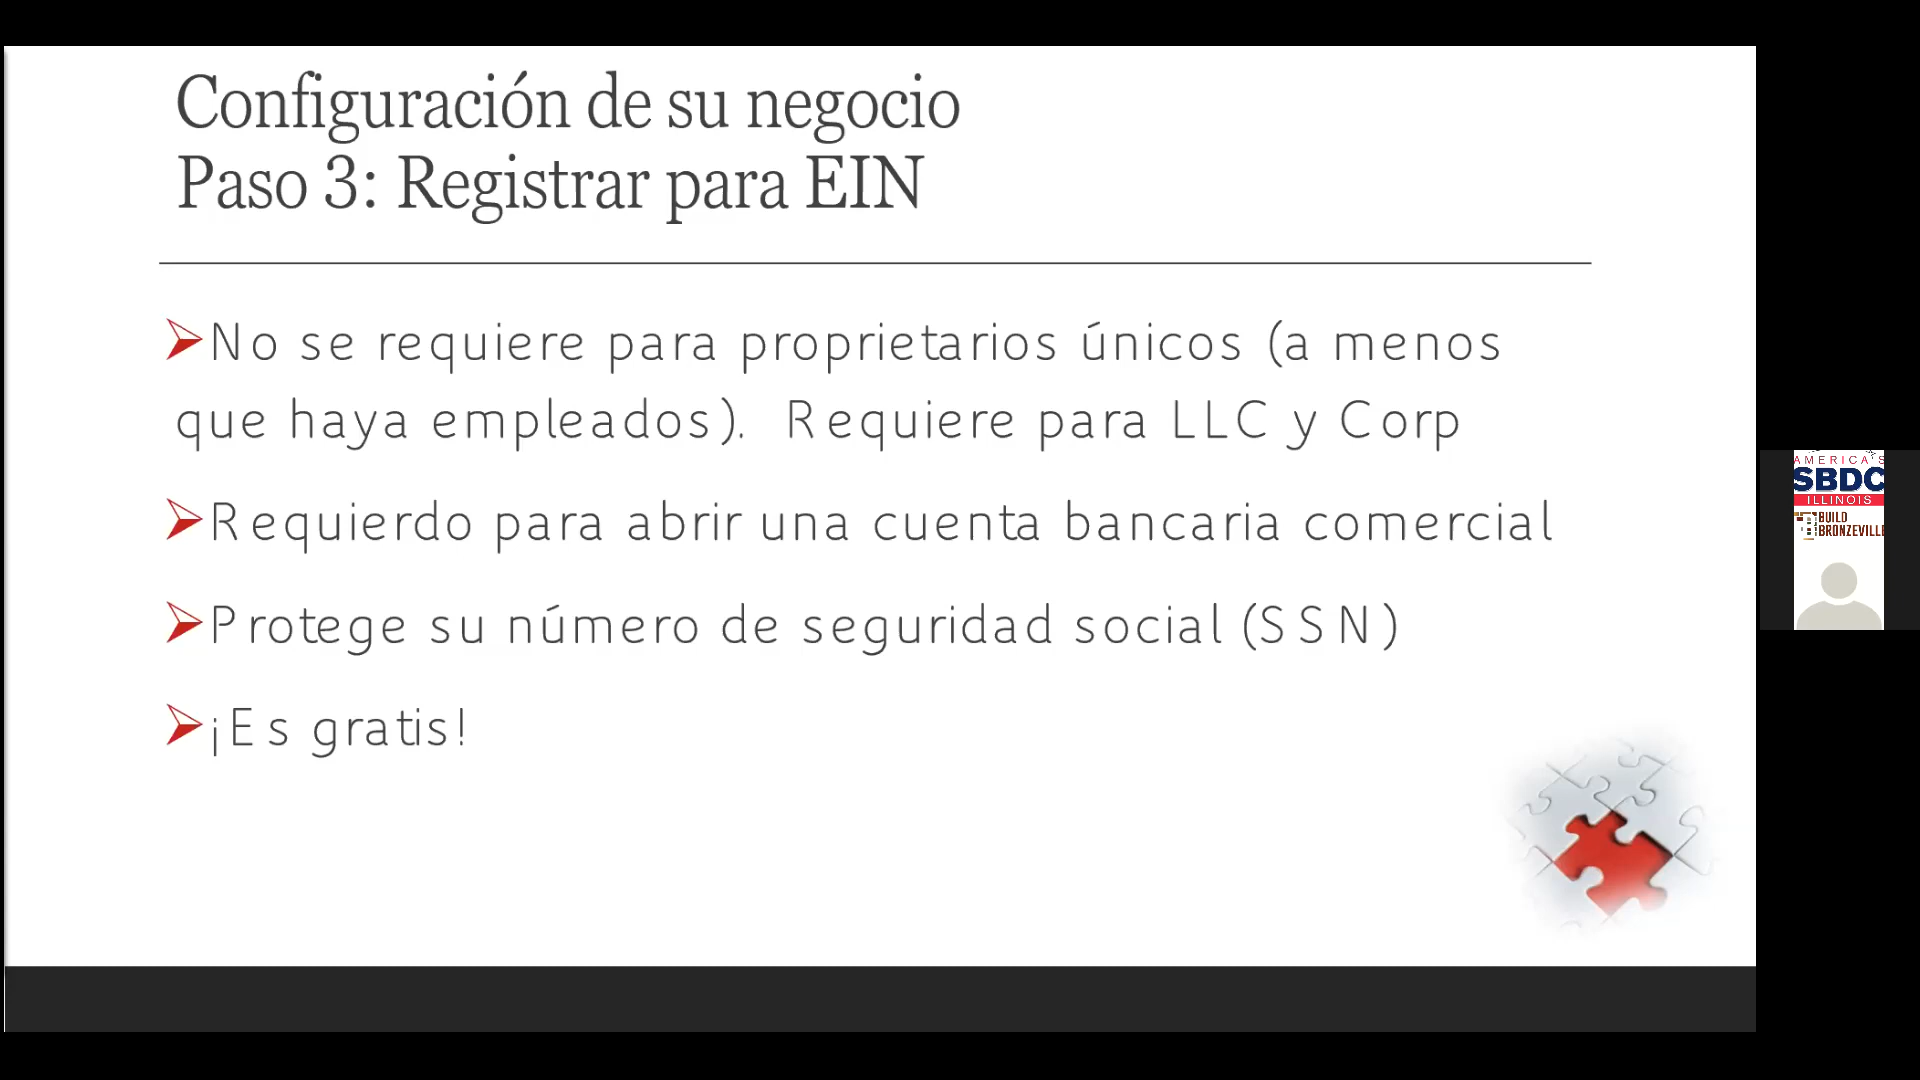 Configuración de su negocio
Paso 3: Registrar para EIN
No se requiere para proprietarios únicos (a menos
que haya empleados). Requiere para LLC y Corp
Requierdo para abrir una cuenta bancaria comercial
Protege su número de seguridad social (SSN)
¡Es gratis!
AMERICA'S
SBDC
ILLINOIS
BUILD
BRONZEVILLE